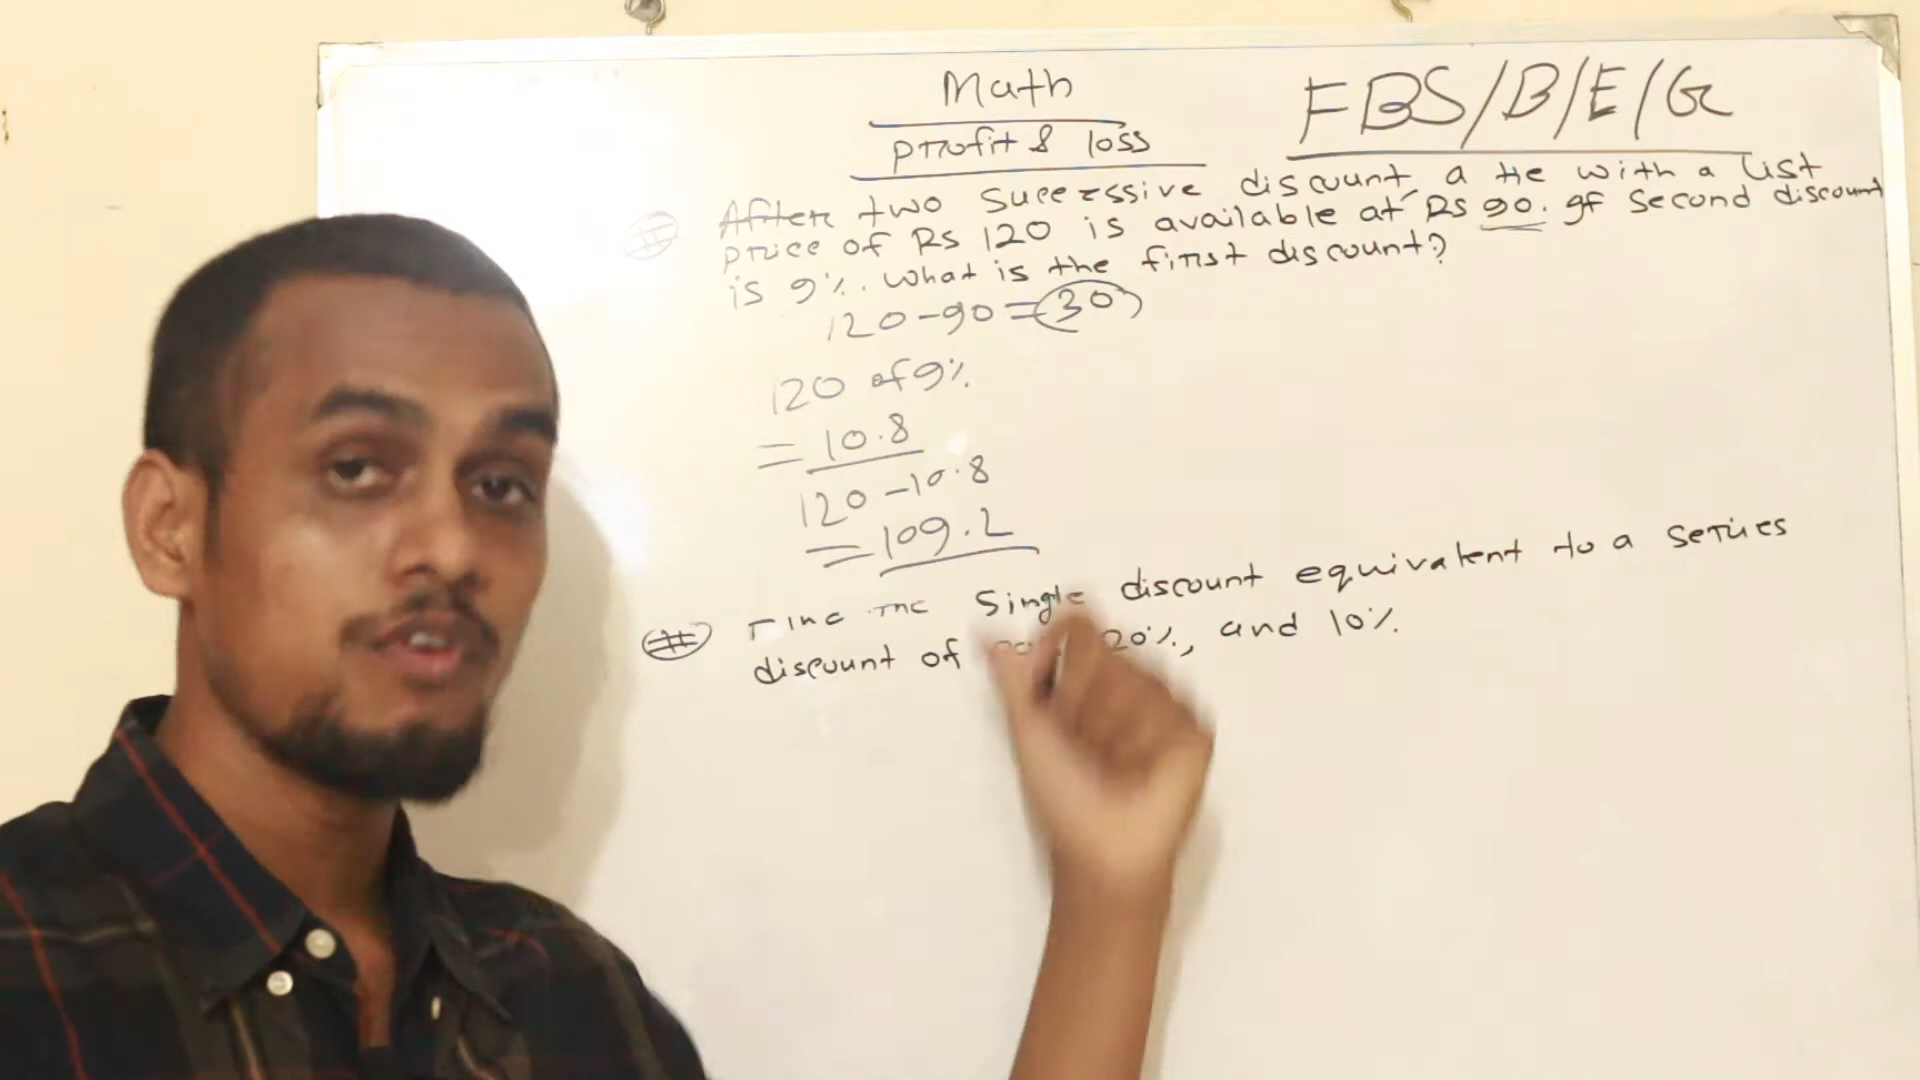 Math
FBS/B/E/G
profit & loss
After two Successive discount a tie with a list
price of Rs 120 is available at Rs 90. If Second discount
is 9%. What is the first discount?
120-90=30
120 of 9%
= 10.8
120-10.8
=109.2
Find the Single discount equivalent to a series
discount of 20%, and 10%